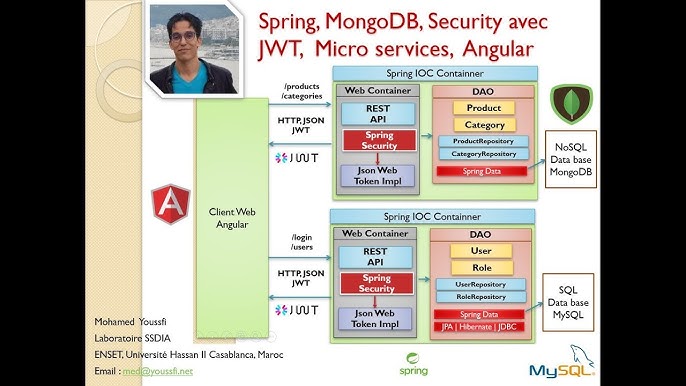 Spring, MongoDB, Security avec
JWT, Micro services, Angular
/products
/categories
HTTP, JSON
JWT
JWT
Spring IOC Containner
Web Container
REST
API
Spring
Security
Json Web
Token Impl
DAO
Product
Category
ProductRepository
CategoryRepository
Spring Data
NoSQL
Data base
MongoDB
Client Web
Angular
/login
/users
HTTP, JSON
JWT
JWT
Spring IOC Containner
Web Container
REST
API
Spring
Security
Json Web
Token Impl
DAO
User
Role
UserRepository
RoleRepository
Spring Data
JPA | Hibernate | JDBC
SQL
Data base
MySQL
Mohamed Youssfi
Laboratoire SSDIA
ENSET, Université Hassan II Casablanca, Maroc
Email : med@youssfi.net
spring
MySQL